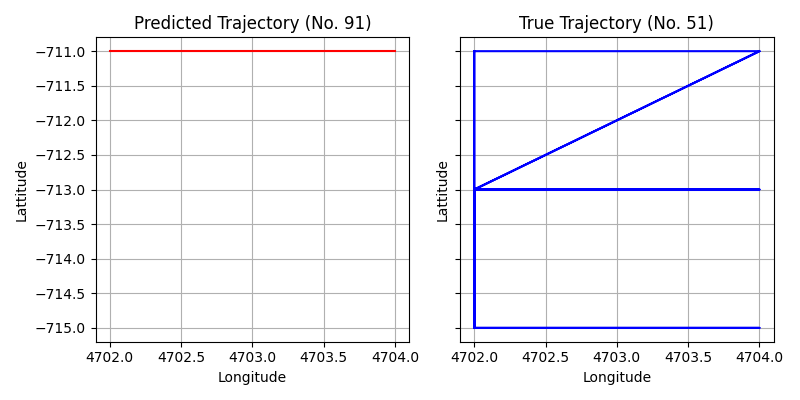 Predicted Trajectory (No. 91)
True Trajectory (No. 51)
−711.0
−711.5
−712.0
−712.5
−713.0
−713.5
−714.0
−714.5
−715.0
Lattitude
Lattitude
4702.0 4702.5 4703.0 4703.5 4704.0
4702.0 4702.5 4703.0 4703.5 4704.0
Longitude
Longitude